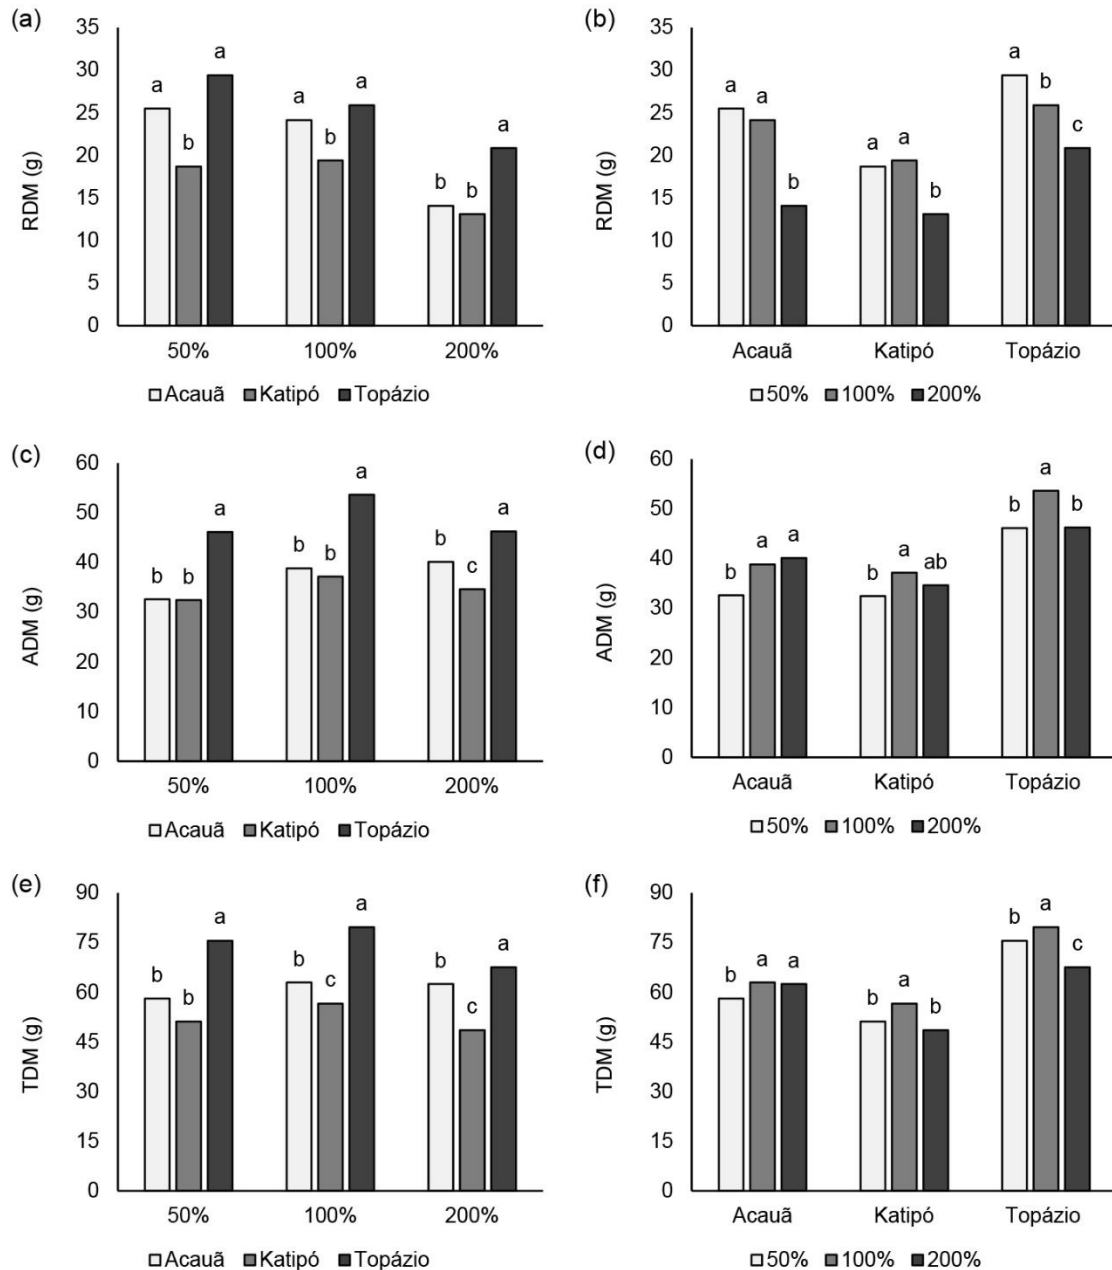 (a)
35
30
25
20
15
10
5
0
RDM (g)
a
b
a
a
b
a
b
b
a
50% 100% 200%
Acauã Katipó Topázio
(b)
35
30
25
20
15
10
5
0
RDM (g)
a
a
b
a
a
b
a
b
c
Acauã Katipó Topázio
50% 100% 200%
(c)
60
50
40
30
20
10
0
ADM (g)
b
b
a
b
b
a
b
c
a
50% 100% 200%
Acauã Katipó Topázio
(d)
60
50
40
30
20
10
0
ADM (g)
b
a
a
b
a
ab
b
a
b
Acauã Katipó Topázio
50% 100% 200%
(e)
90
75
60
45
30
15
0
TDM (g)
b
b
a
b
c
a
b
c
a
50% 100% 200%
Acauã Katipó Topázio
(f)
90
75
60
45
30
15
0
TDM (g)
b
a
a
b
a
b
b
a
c
Acauã Katipó Topázio
50% 100% 200%